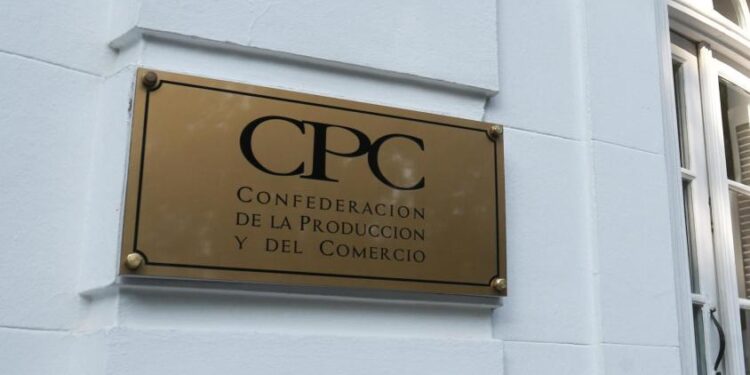 CPC
CONFEDERACION
DE LA PRODUCCION
Y DEL COMERCIO